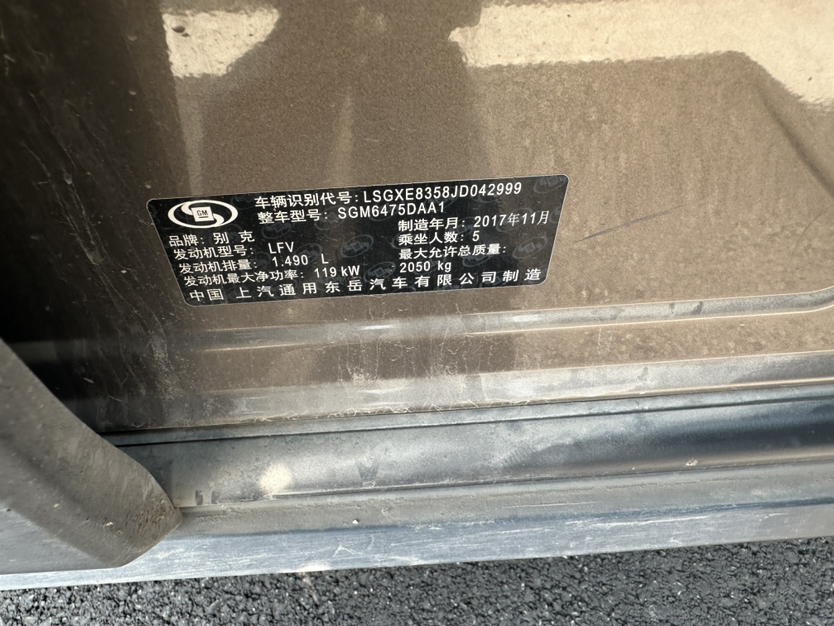 GM
车辆识别代号: LSGXE8358JD042999
整车型号: SGM6475DAA1
品牌: 别克
制造年月: 2017年11月
发动机型号: LFV
乘坐人数: 5
发动机排量: 1.490 L
最大允许总质量:
发动机最大净功率: 119 kW
2050 kg
中国 上汽通用东岳汽车有限公司制造